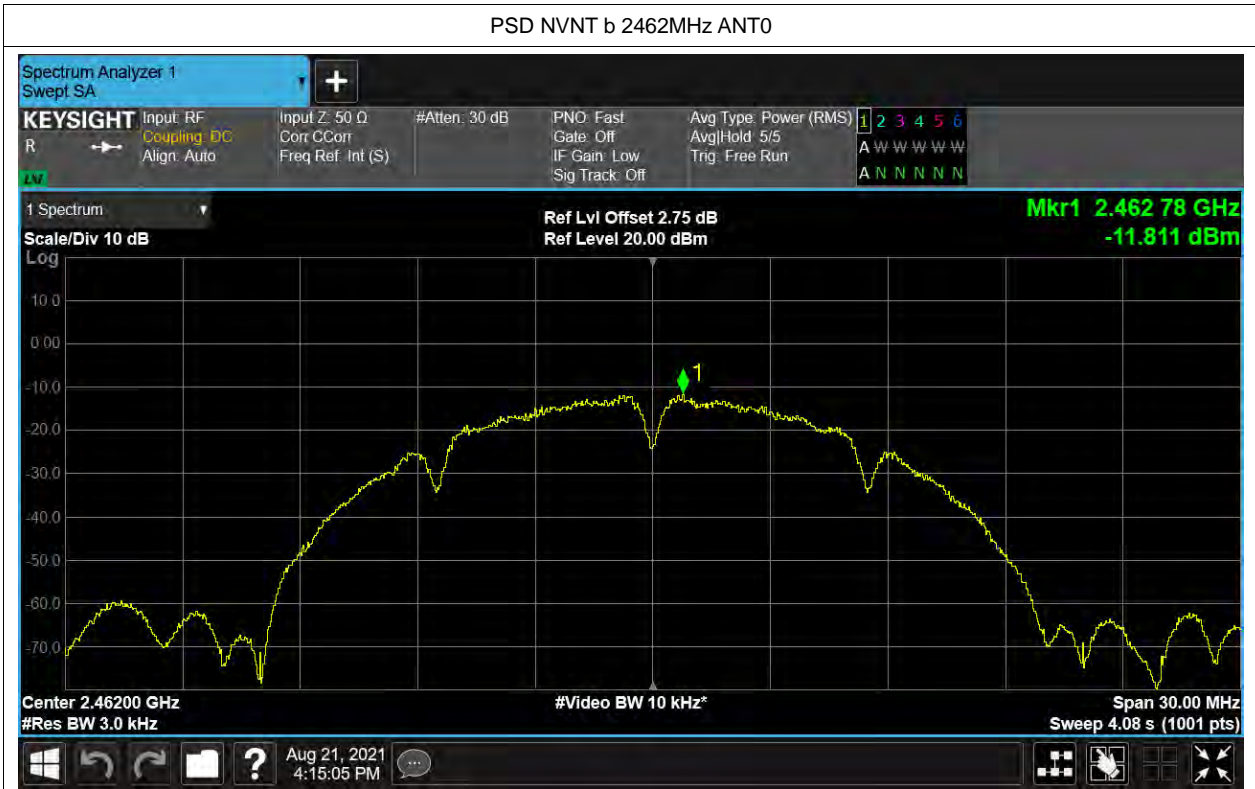 PSD NVNT b 2462MHz ANT0
Spectrum Analyzer 1
Swept SA
+
KEYSIGHT
R
Input: RF
Coupling: DC
Align: Auto
Input Z: 50 Ω
Corr CCorr
Freq Ref: Int (S)
#Atten: 30 dB
PNO: Fast
Gate: Off
IF Gain: Low
Sig Track: Off
Avg Type: Power (RMS)
Avg|Hold: 5/5
Trig: Free Run
1 2 3 4 5 6
A W W W W W
A N N N N N
1 Spectrum
Scale/Div 10 dB
Ref Lvl Offset 2.75 dB
Ref Level 20.00 dBm
Mkr1 2.462 78 GHz
-11.811 dBm
Log
10.0
0.00
-10.0
-20.0
-30.0
-40.0
-50.0
-60.0
-70.0
1
Center 2.46200 GHz
#Res BW 3.0 kHz
#Video BW 10 kHz*
Span 30.00 MHz
Sweep 4.08 s (1001 pts)
?
Aug 21, 2021
4:15:05 PM